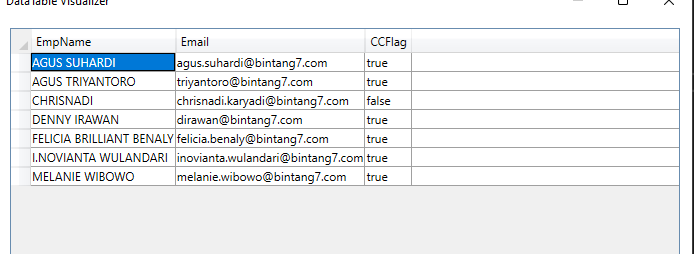 DataTable Visualizer
EmpName Email CCFlag
AGUS SUHARDI agus.suhardi@bintang7.com true
AGUS TRIYANTORO triyantoro@bintang7.com true
CHRISNADI chrisnadi.karyadi@bintang7.com false
DENNY IRAWAN dirawan@bintang7.com true
FELICIA BRILLIANT BENALY felicia.benaly@bintang7.com true
I.NOVIANTA WULANDARI inovianta.wulandari@bintang7.com true
MELANIE WIBOWO melanie.wibowo@bintang7.com true